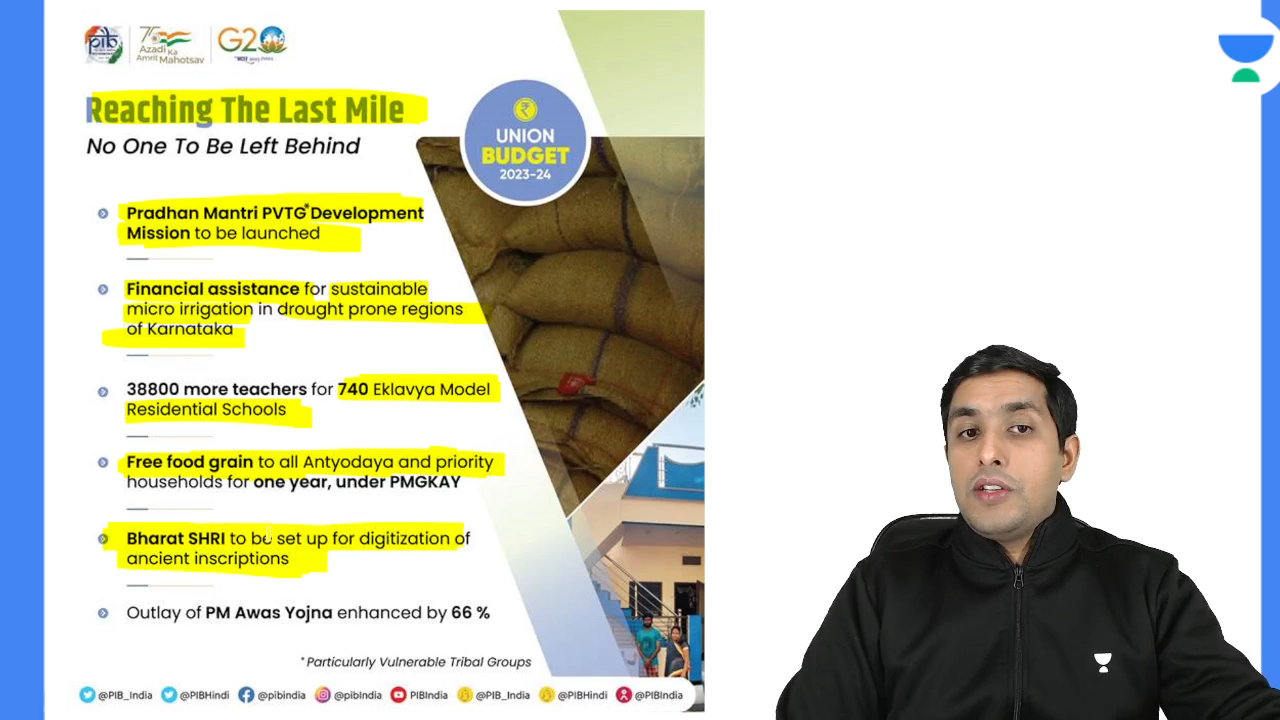 pib
75
Azadi Ka
Amrit Mahotsav
G20
Reaching The Last Mile
No One To Be Left Behind
UNION
BUDGET
2023-24
Pradhan Mantri PVTG* Development
Mission to be launched
Financial assistance for sustainable
micro irrigation in drought prone regions
of Karnataka
38800 more teachers for 740 Eklavya Model
Residential Schools
Free food grain to all Antyodaya and priority
households for one year, under PMGKAY
Bharat SHRI to be set up for digitization of
ancient inscriptions
Outlay of PM Awas Yojna enhanced by 66 %
* Particularly Vulnerable Tribal Groups
@PIB_India @PIBHindi @pibindia @pibIndia PIBIndia @PIB_India @PIBHindi @PIBIndia